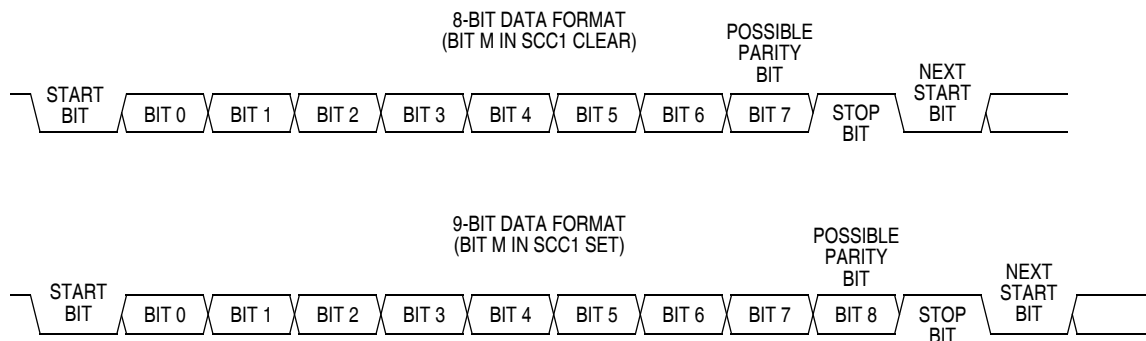 8-BIT DATA FORMAT
(BIT M IN SCC1 CLEAR)
POSSIBLE
PARITY
BIT
NEXT
START
BIT
START
BIT
BIT 0
BIT 1
BIT 2
BIT 3
BIT 4
BIT 5
BIT 6
BIT 7
STOP
BIT
9-BIT DATA FORMAT
(BIT M IN SCC1 SET)
POSSIBLE
PARITY
BIT
NEXT
START
BIT
START
BIT
BIT 0
BIT 1
BIT 2
BIT 3
BIT 4
BIT 5
BIT 6
BIT 7
BIT 8
STOP
BIT